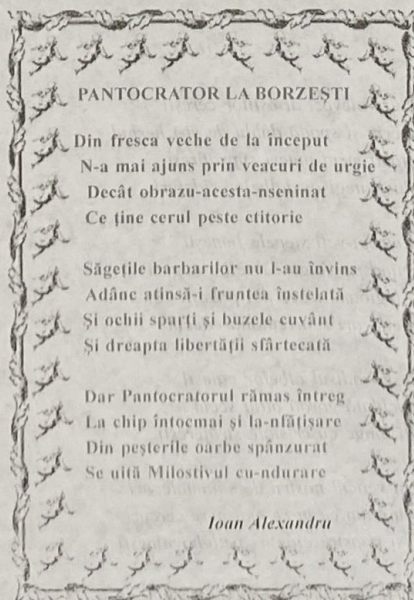 PANTOCRATOR LA BORZEȘTI
Din fresca veche de la început
N-a mai ajuns prin veacuri de urgie
Decât obrazu-acesta-nseninat
Ce ține cerul peste ctitorie
Săgețile barbarilor nu l-au învins
Adânc atinsă-i fruntea înstelată
Și ochii sparți și buzele cuvânt
Și dreapta libertății sfârtecată
Dar Pantocratorul rămas întreg
La chip întocmai și la-nfățișare
Din peșterile oarbe spânzurat
Se uită Milostivul cu-ndurare
Ioan Alexandru